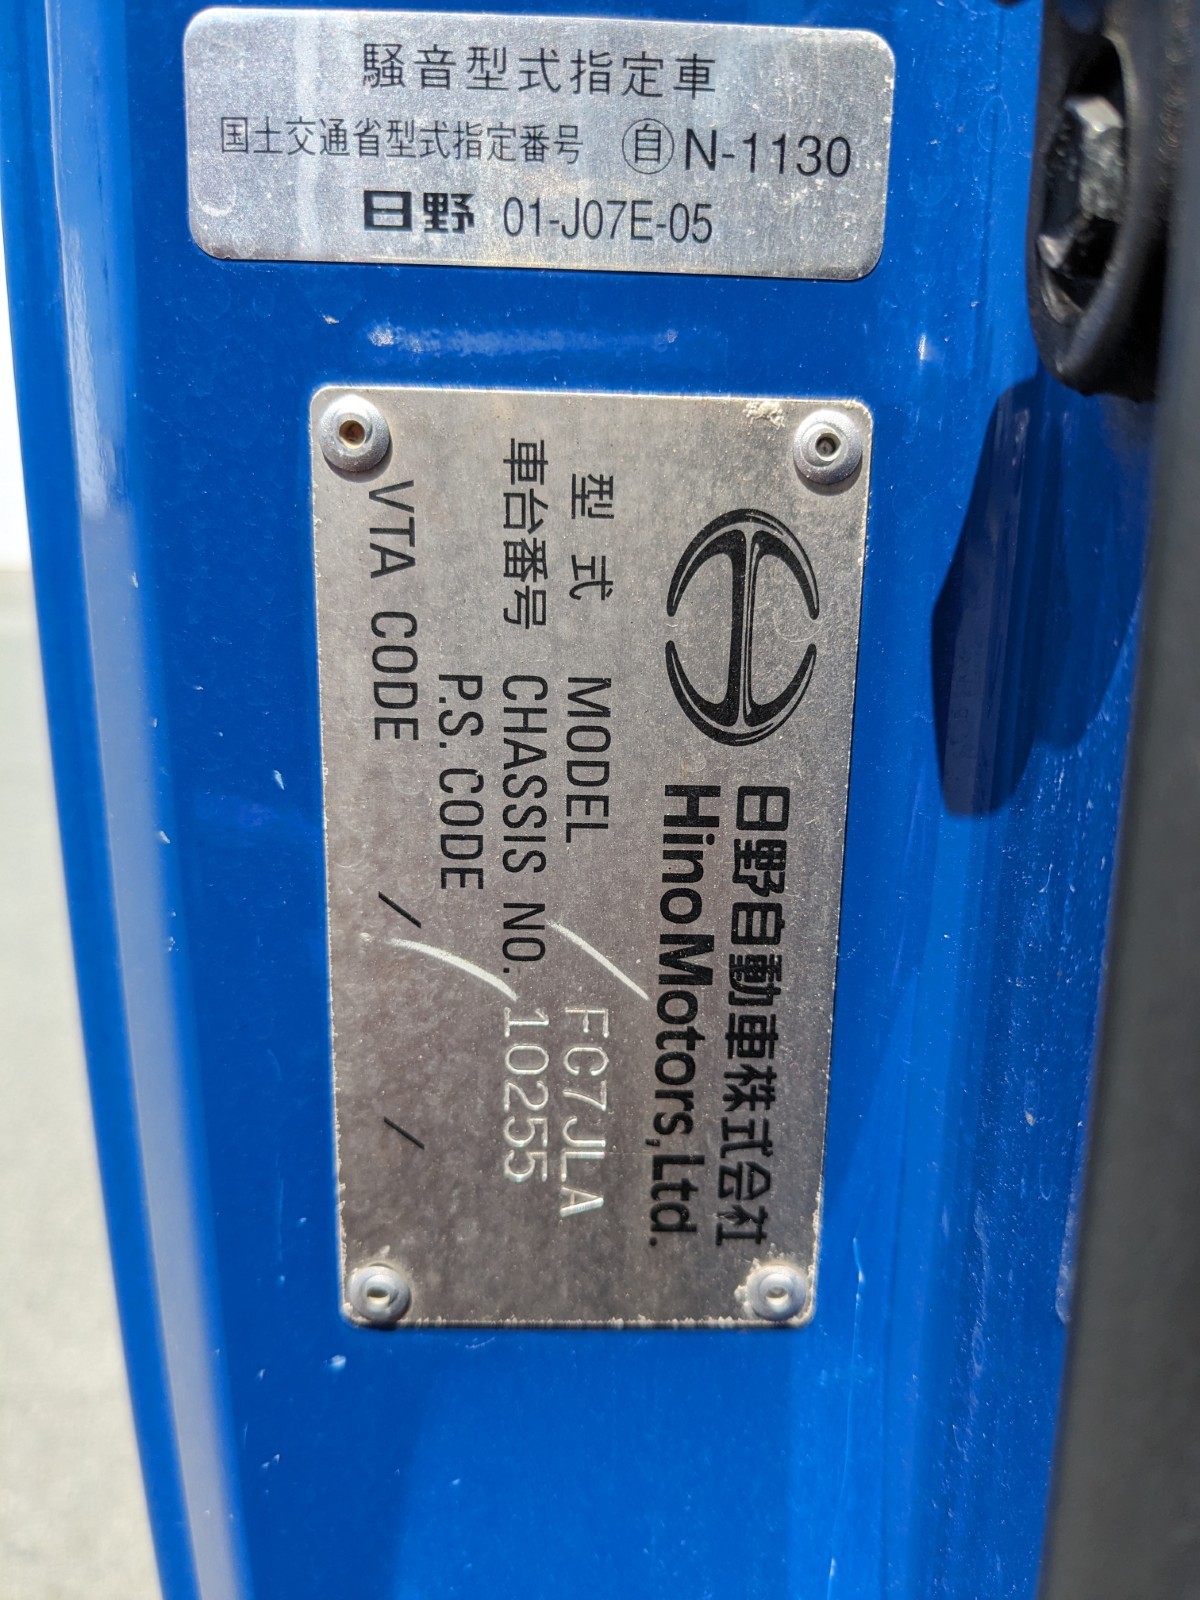 騒音型式指定車
国土交通省型式指定番号 自 N-1130
日野 01-J07E-05
日野自動車株式会社
Hino Motors, Ltd.
型式 MODEL FC7JLA
車台番号 CHASSIS NO. 10255
P.S. CODE
VTA CODE / /